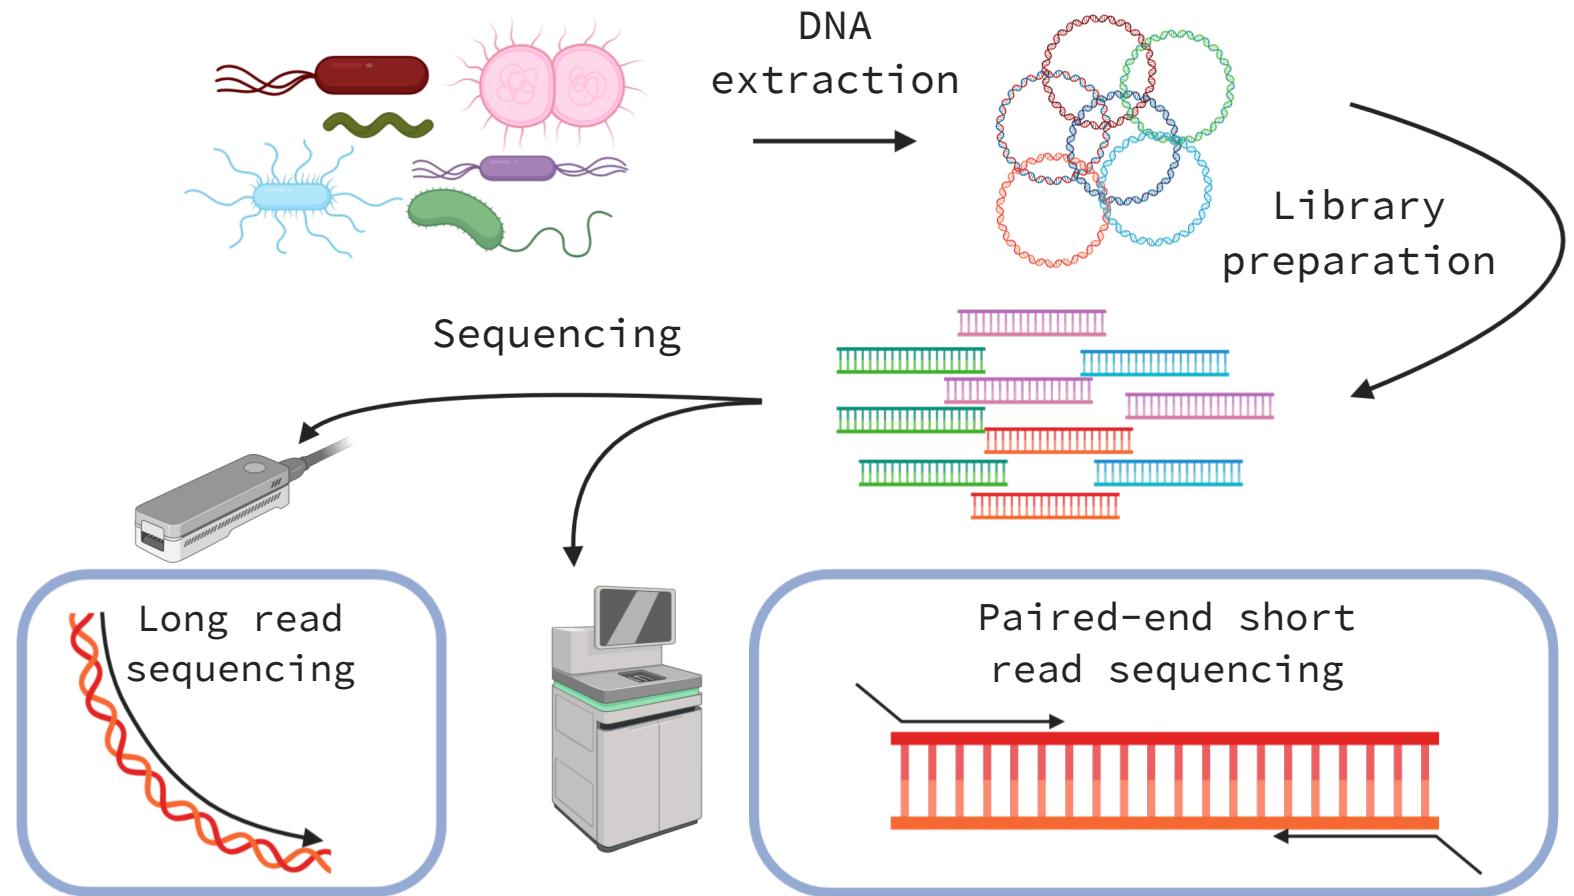 DNA
extraction
Library
preparation
Sequencing
Long read
sequencing
Paired-end short
read sequencing